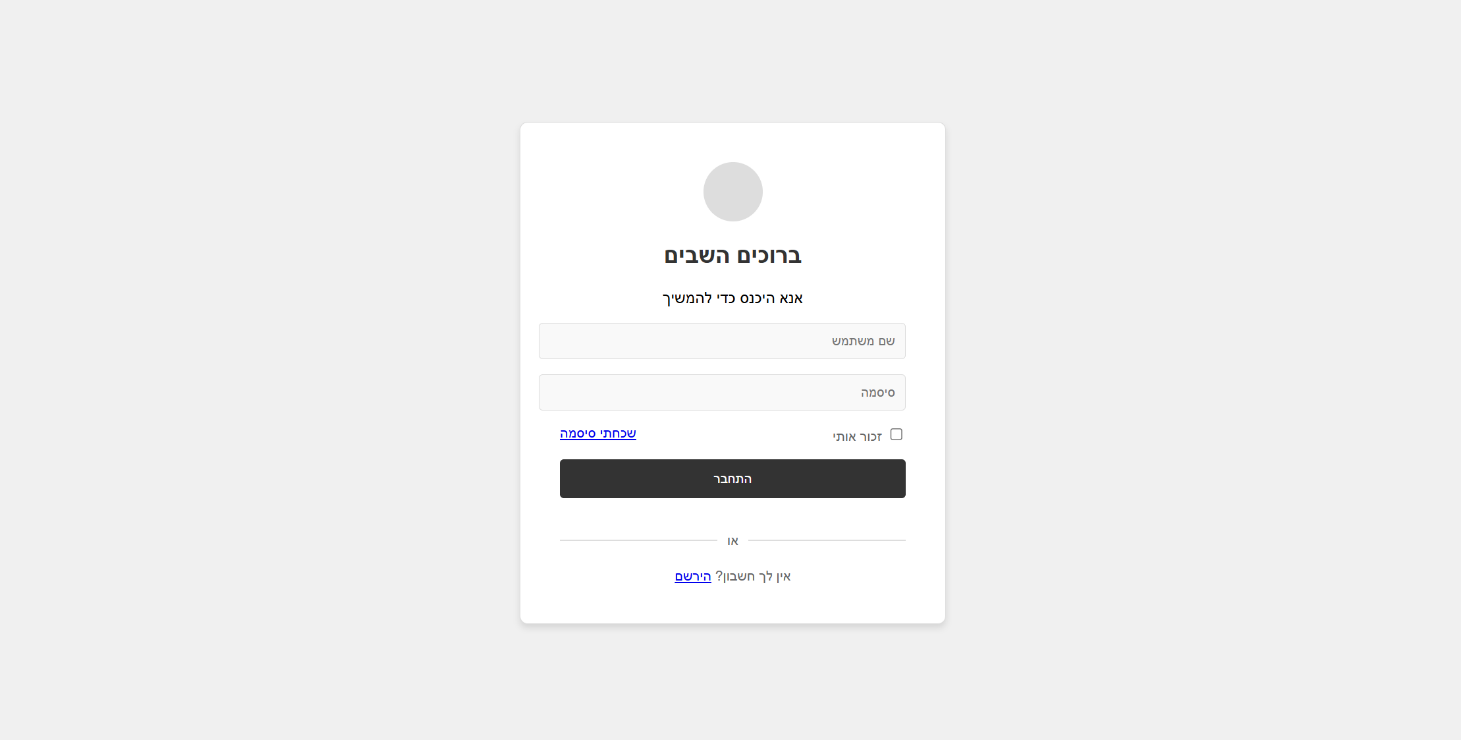 ברוכים השבים
אנא היכנס כדי להמשיך
שם משתמש
סיסמה
זכור אותי שכחתי סיסמה
התחבר
או
אין לך חשבון? הירשם